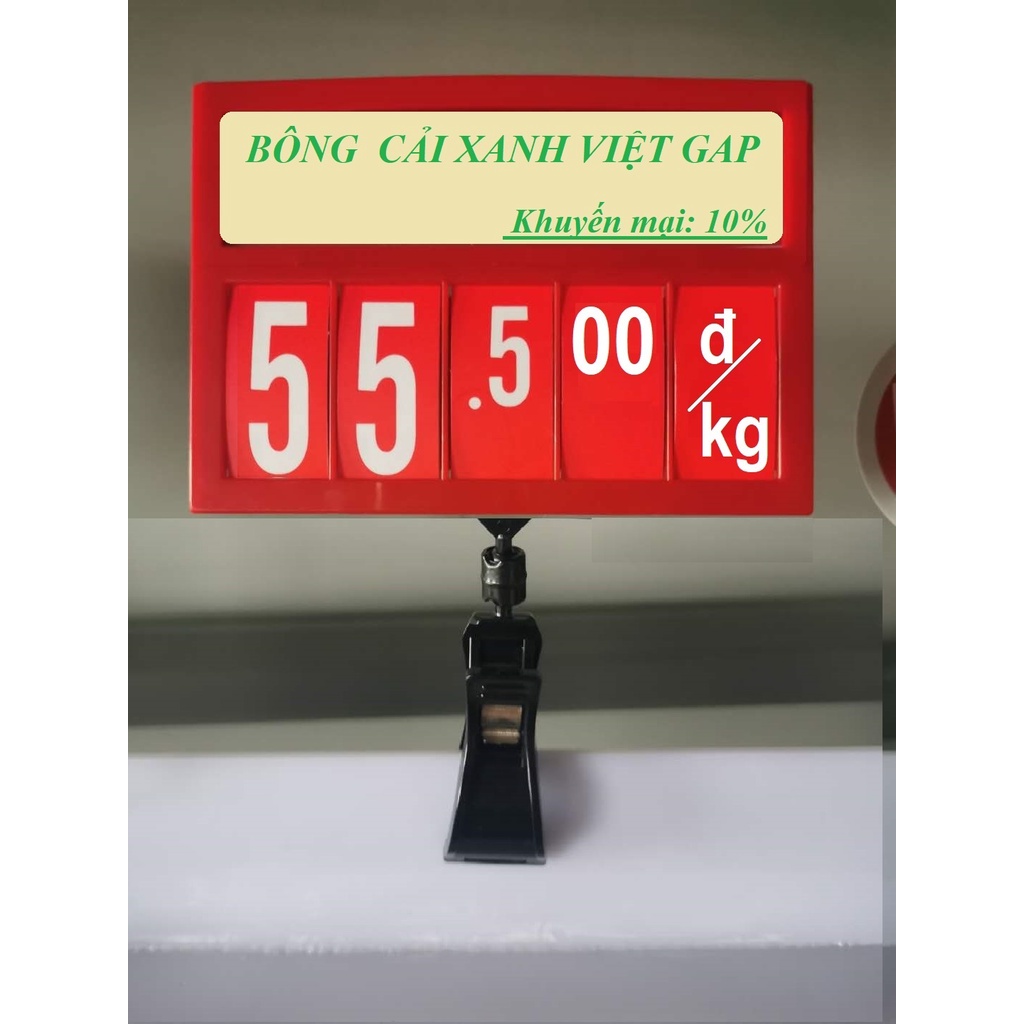 BÔNG CẢI XANH VIỆT GAP
Khuyến mại: 10%
55.500 đ/kg